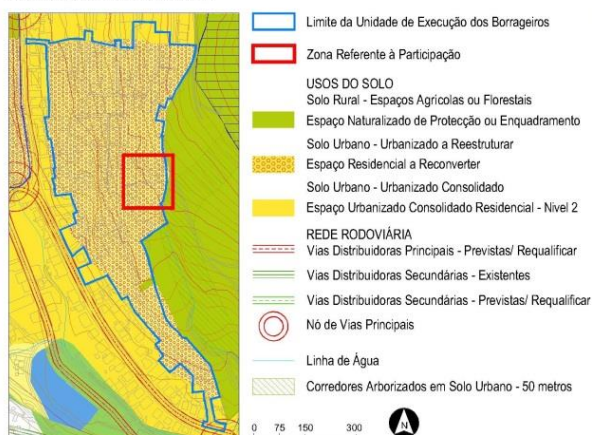 Limite da Unidade de Execução dos Borrageiros
Zona Referente à Participação
USOS DO SOLO
Solo Rural - Espaços Agrícolas ou Florestais
Espaço Naturalizado de Protecção ou Enquadramento
Solo Urbano - Urbanizado a Reestruturar
Espaço Residencial a Reconverter
Solo Urbano - Urbanizado Consolidado
Espaço Urbanizado Consolidado Residencial - Nivel 2
REDE RODOVIÁRIA
Vias Distribuidoras Principais - Previstas/ Requalificar
Vias Distribuidoras Secundárias - Existentes
Vias Distribuidoras Secundárias - Previstas/ Requalificar
Nó de Vias Principais
Linha de Água
Corredores Arborizados em Solo Urbano - 50 metros
0 75 150 300 N